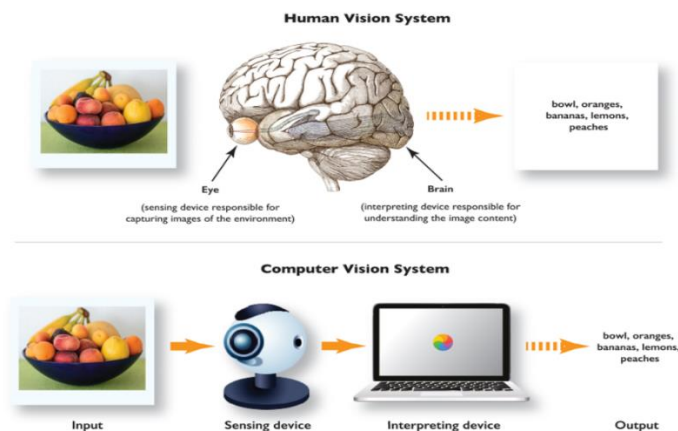 Human Vision System
bowl, oranges,
bananas, lemons,
peaches
Eye
(sensing device responsible for
capturing images of the environment)
Brain
(interpreting device responsible for
understanding the image content)
Computer Vision System
bowl, oranges,
bananas, lemons,
peaches
Input
Sensing device
Interpreting device
Output